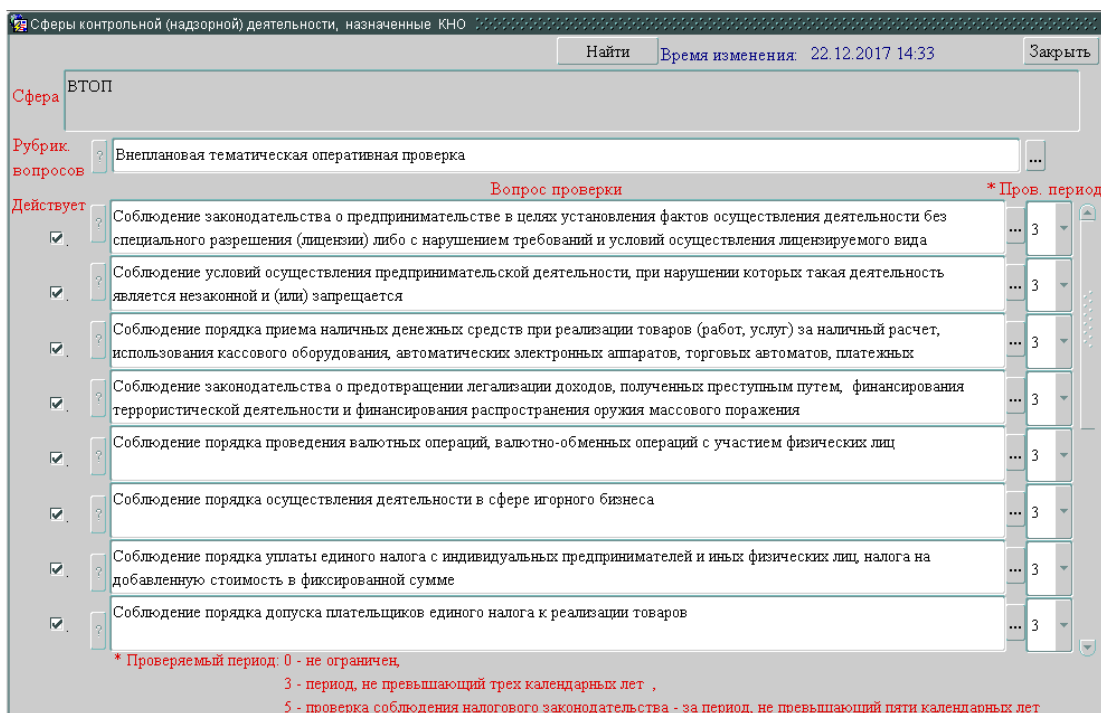 Сферы контрольной (надзорной) деятельности, назначенные КНО
Найти Время изменения: 22.12.2017 14:33 Закрыть
Сфера ВТОП
Рубрик. вопросов ? Внеплановая тематическая оперативная проверка ...
Вопрос проверки * Пров. период
Действует
? Соблюдение законодательства о предпринимательстве в целях установления фактов осуществления деятельности без
специального разрешения (лицензии) либо с нарушением требований и условий осуществления лицензируемого вида ... 3
? Соблюдение условий осуществления предпринимательской деятельности, при нарушении которых такая деятельность
является незаконной и (или) запрещается ... 3
? Соблюдение порядка приема наличных денежных средств при реализации товаров (работ, услуг) за наличный расчет,
использования кассового оборудования, автоматических электронных аппаратов, торговых автоматов, платежных ... 3
? Соблюдение законодательства о предотвращении легализации доходов, полученных преступным путем, финансирования
террористической деятельности и финансирования распространения оружия массового поражения ... 3
? Соблюдение порядка проведения валютных операций, валютно-обменных операций с участием физических лиц ... 3
? Соблюдение порядка осуществления деятельности в сфере игорного бизнеса ... 3
? Соблюдение порядка уплаты единого налога с индивидуальных предпринимателей и иных физических лиц, налога на
добавленную стоимость в фиксированной сумме ... 3
? Соблюдение порядка допуска плательщиков единого налога к реализации товаров ... 3
* Проверяемый период: 0 - не ограничен,
3 - период, не превышающий трех календарных лет ,
5 - проверка соблюдения налогового законодательства - за период, не превышающий пяти календарных лет